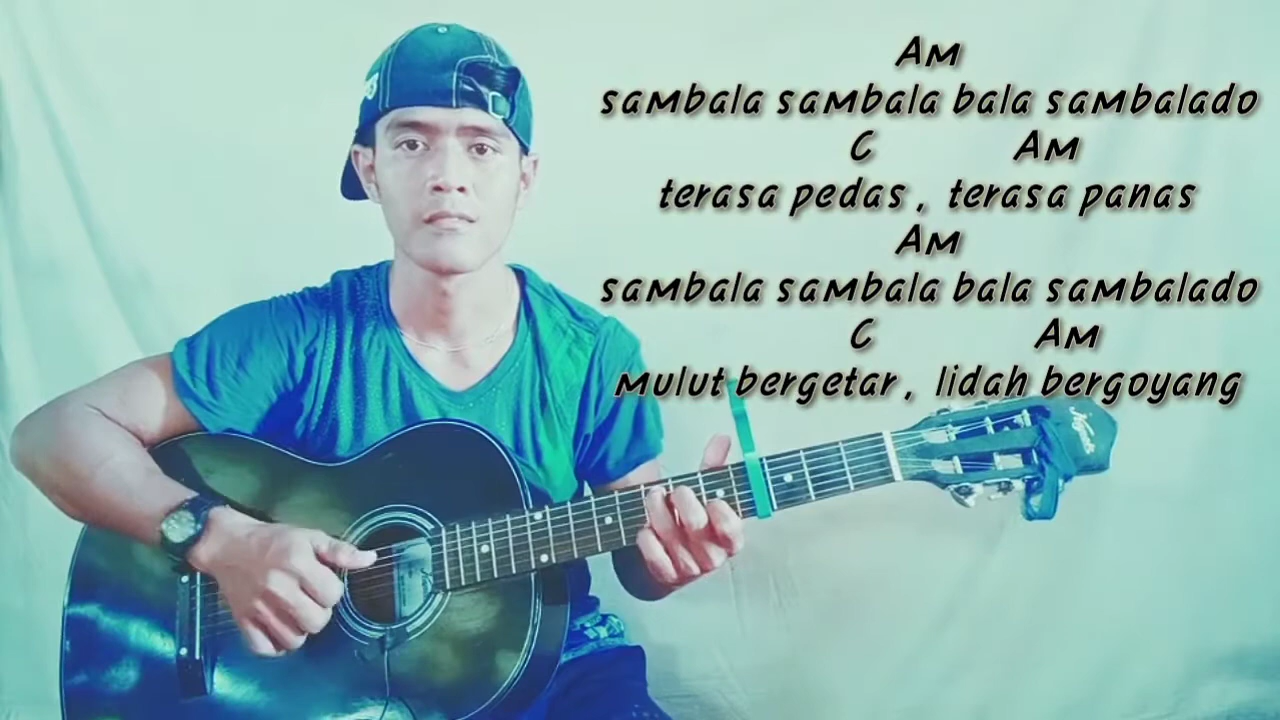 Am
sambala sambala bala sambalado
C Am
terasa pedas , terasa panas
Am
sambala sambala bala sambalado
C Am
Mulut bergetar , lidah bergoyang